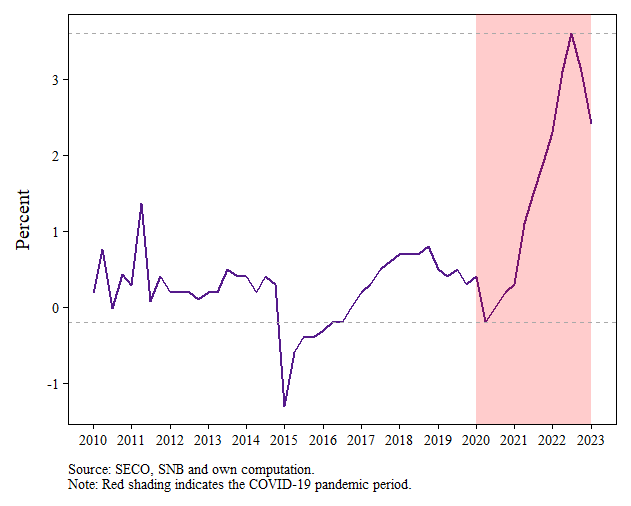 Percent
3
2
1
0
-1
2010 2011 2012 2013 2014 2015 2016 2017 2018 2019 2020 2021 2022 2023
Source: SECO, SNB and own computation.
Note: Red shading indicates the COVID-19 pandemic period.